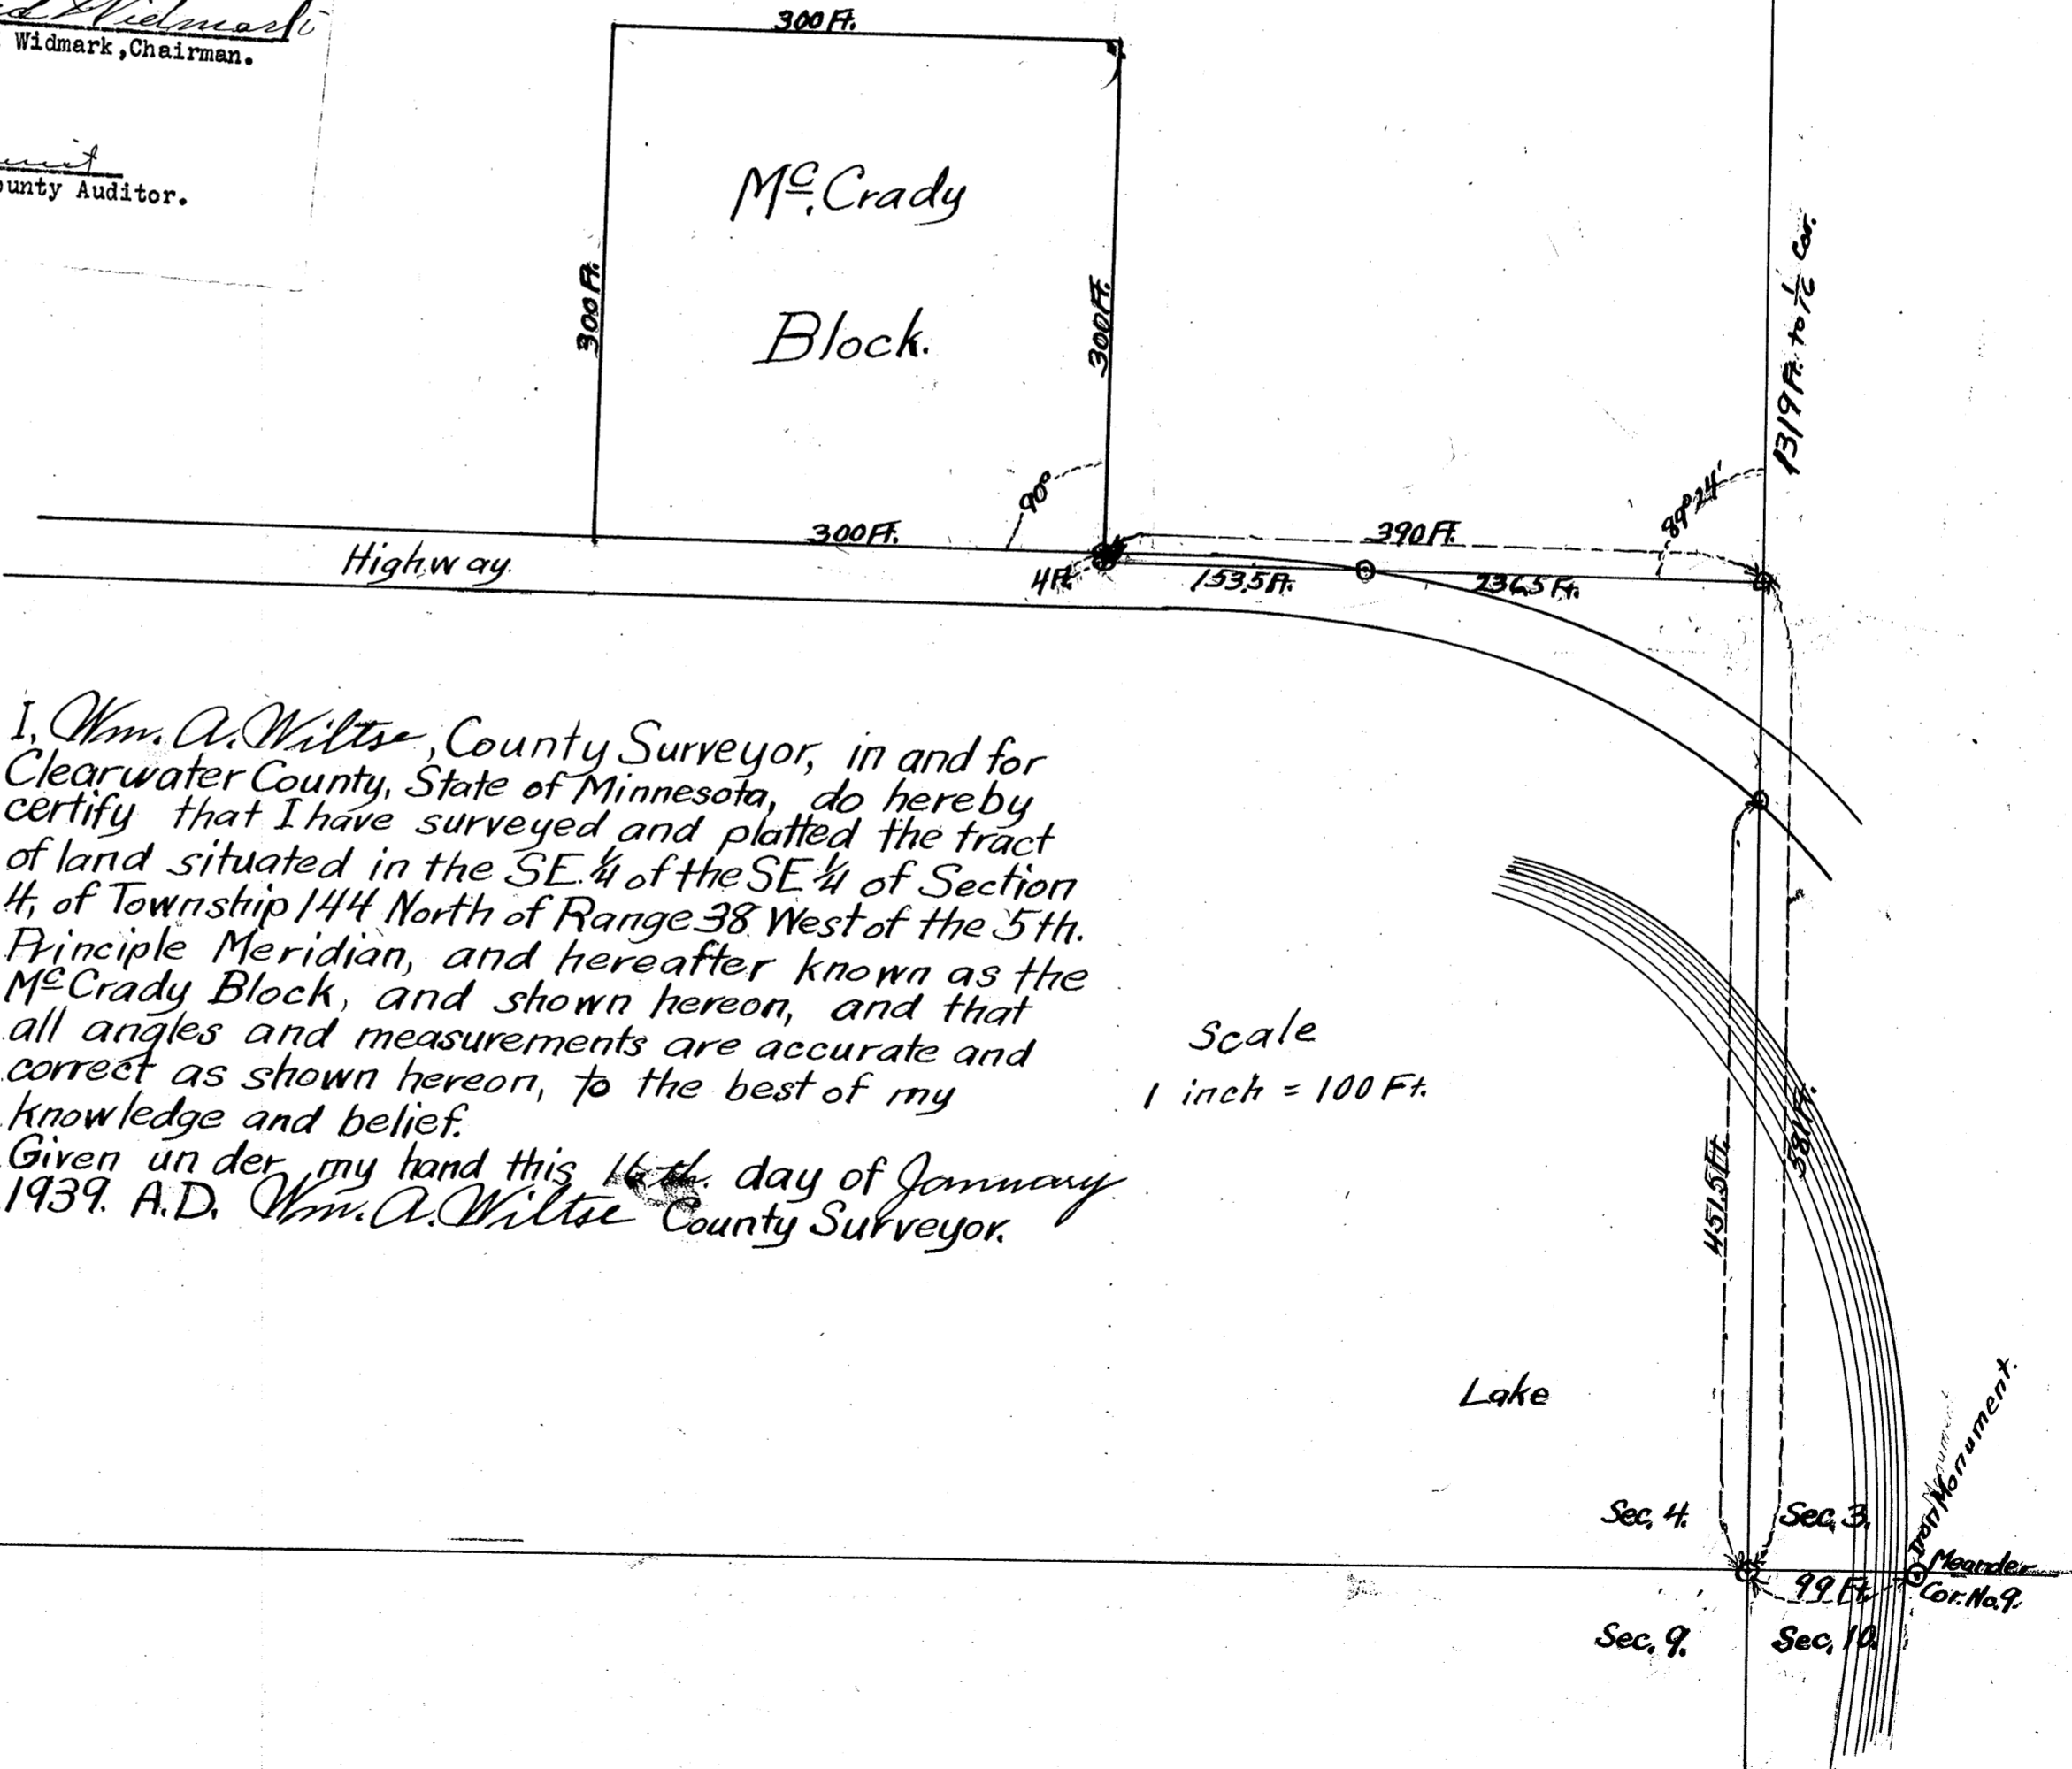 Widmark, Chairman.
County Auditor.
300 Ft.
Mc. Crady
Block.
300 Ft.
300 Ft.
90°
300 Ft.
Highway.
4 Ft.
390 Ft.
153.5 Ft.
236.5 Ft.
89°24'
1319 Ft. to 1/16 Cor.
I, Wm. A. Wiltse, County Surveyor, in and for
Clearwater County, State of Minnesota, do hereby
certify that I have surveyed and platted the tract
of land situated in the SE. 1/4 of the SE 1/4 of Section
4, of Township 144 North of Range 38 West of the 5th.
Principle Meridian, and hereafter known as the
McCrady Block, and shown hereon, and that
all angles and measurements are accurate and
correct as shown hereon, to the best of my
knowledge and belief.
Given under my hand this 16th. day of January
1939. A.D. Wm. A. Wiltse County Surveyor.
Scale
1 inch = 100 Ft.
451.5 Ft.
581 Ft.
Lake
Sec. 4.
Sec. 3.
Monument.
Meander
Cor. No. 9.
99 Ft.
Sec. 9.
Sec. 10.